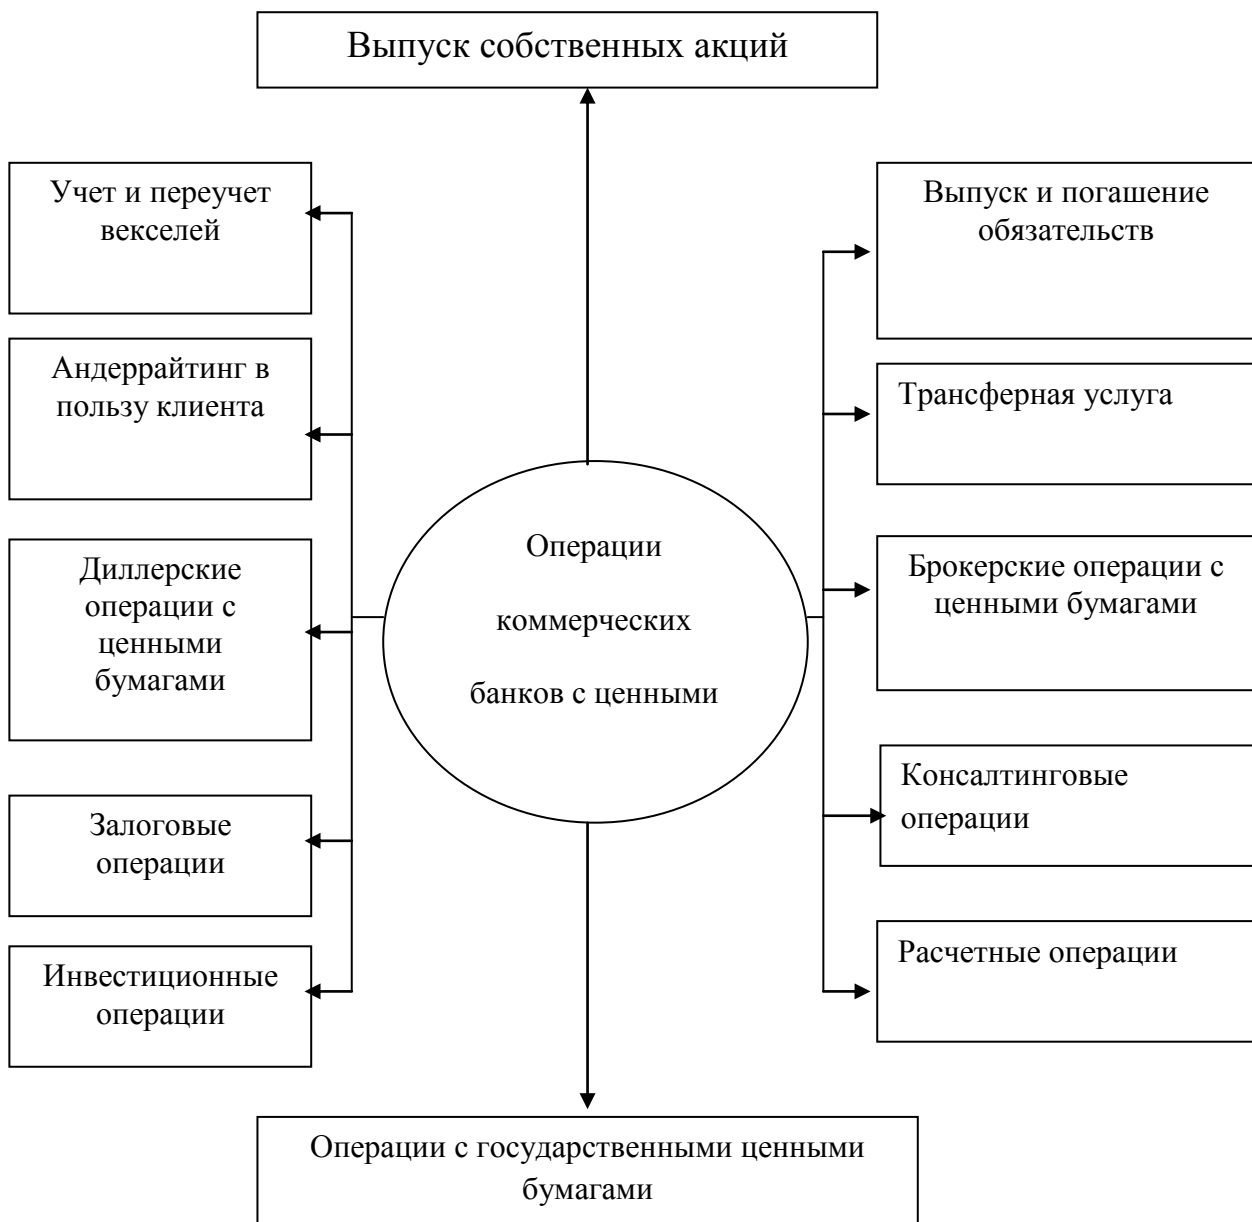 Выпуск собственных акций
Учет и переучет
векселей
Андеррайтинг в
пользу клиента
Диллерские
операции с
ценными
бумагами
Залоговые
операции
Инвестиционные
операции
Операции
коммерческих
банков с ценными
Выпуск и погашение
обязательств
Трансферная услуга
Брокерские операции с
ценными бумагами
Консалтинговые
операции
Расчетные операции
Операции с государственными ценными
бумагами